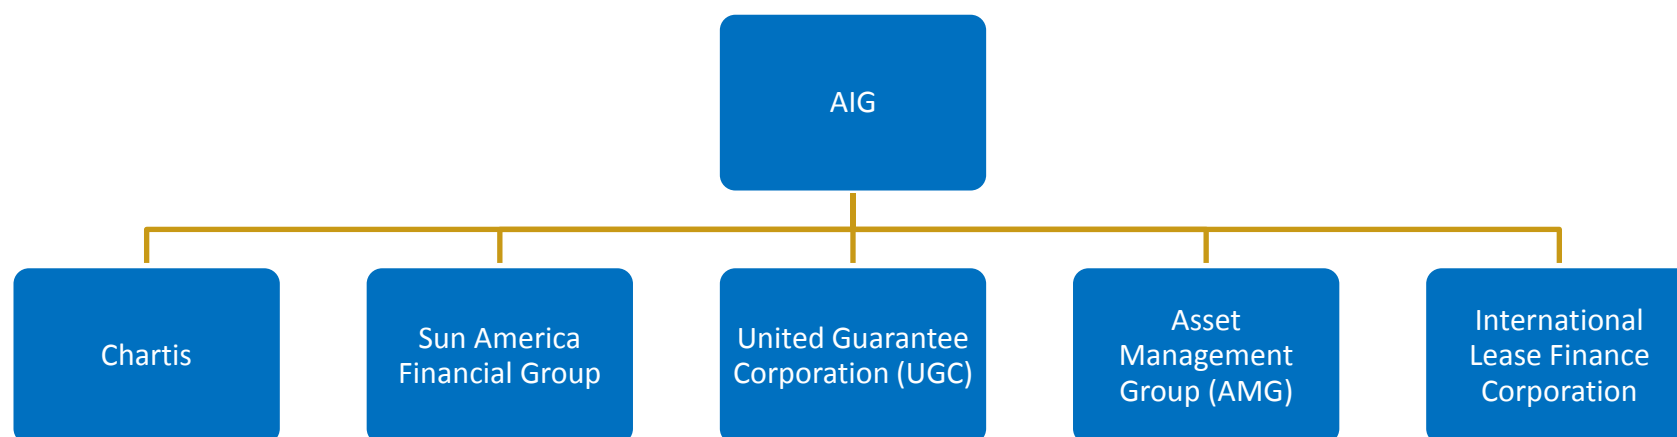 AIG
Chartis
Sun America
Financial Group
United Guarantee
Corporation (UGC)
Asset
Management
Group (AMG)
International
Lease Finance
Corporation